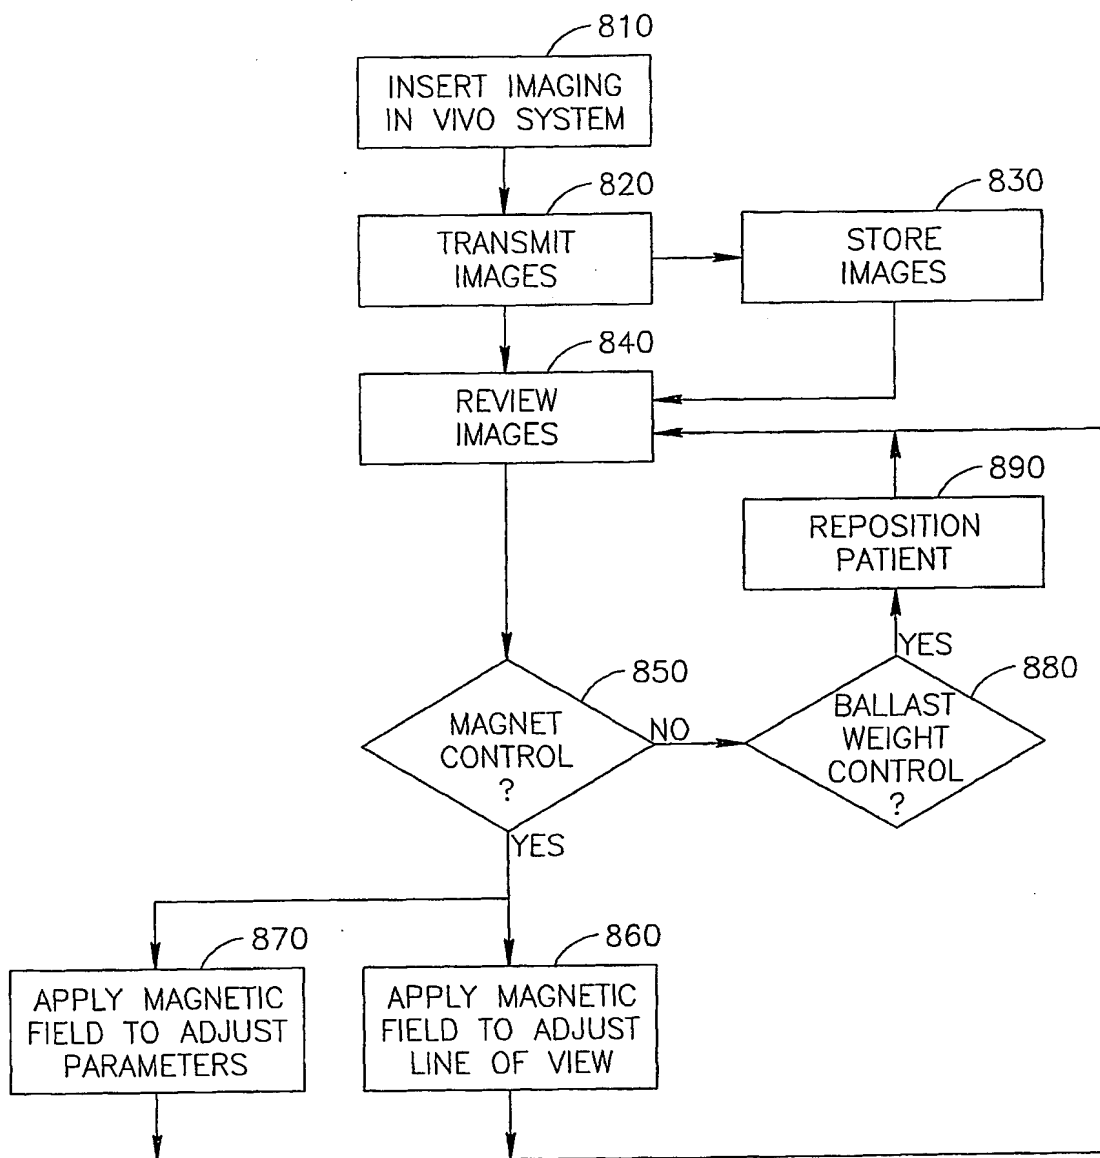 810
INSERT IMAGING
IN VIVO SYSTEM
820
TRANSMIT
IMAGES
830
STORE
IMAGES
840
REVIEW
IMAGES
890
REPOSITION
PATIENT
YES
850
MAGNET
CONTROL
?
NO
880
BALLAST
WEIGHT
CONTROL
?
YES
870
APPLY MAGNETIC
FIELD TO ADJUST
PARAMETERS
860
APPLY MAGNETIC
FIELD TO ADJUST
LINE OF VIEW